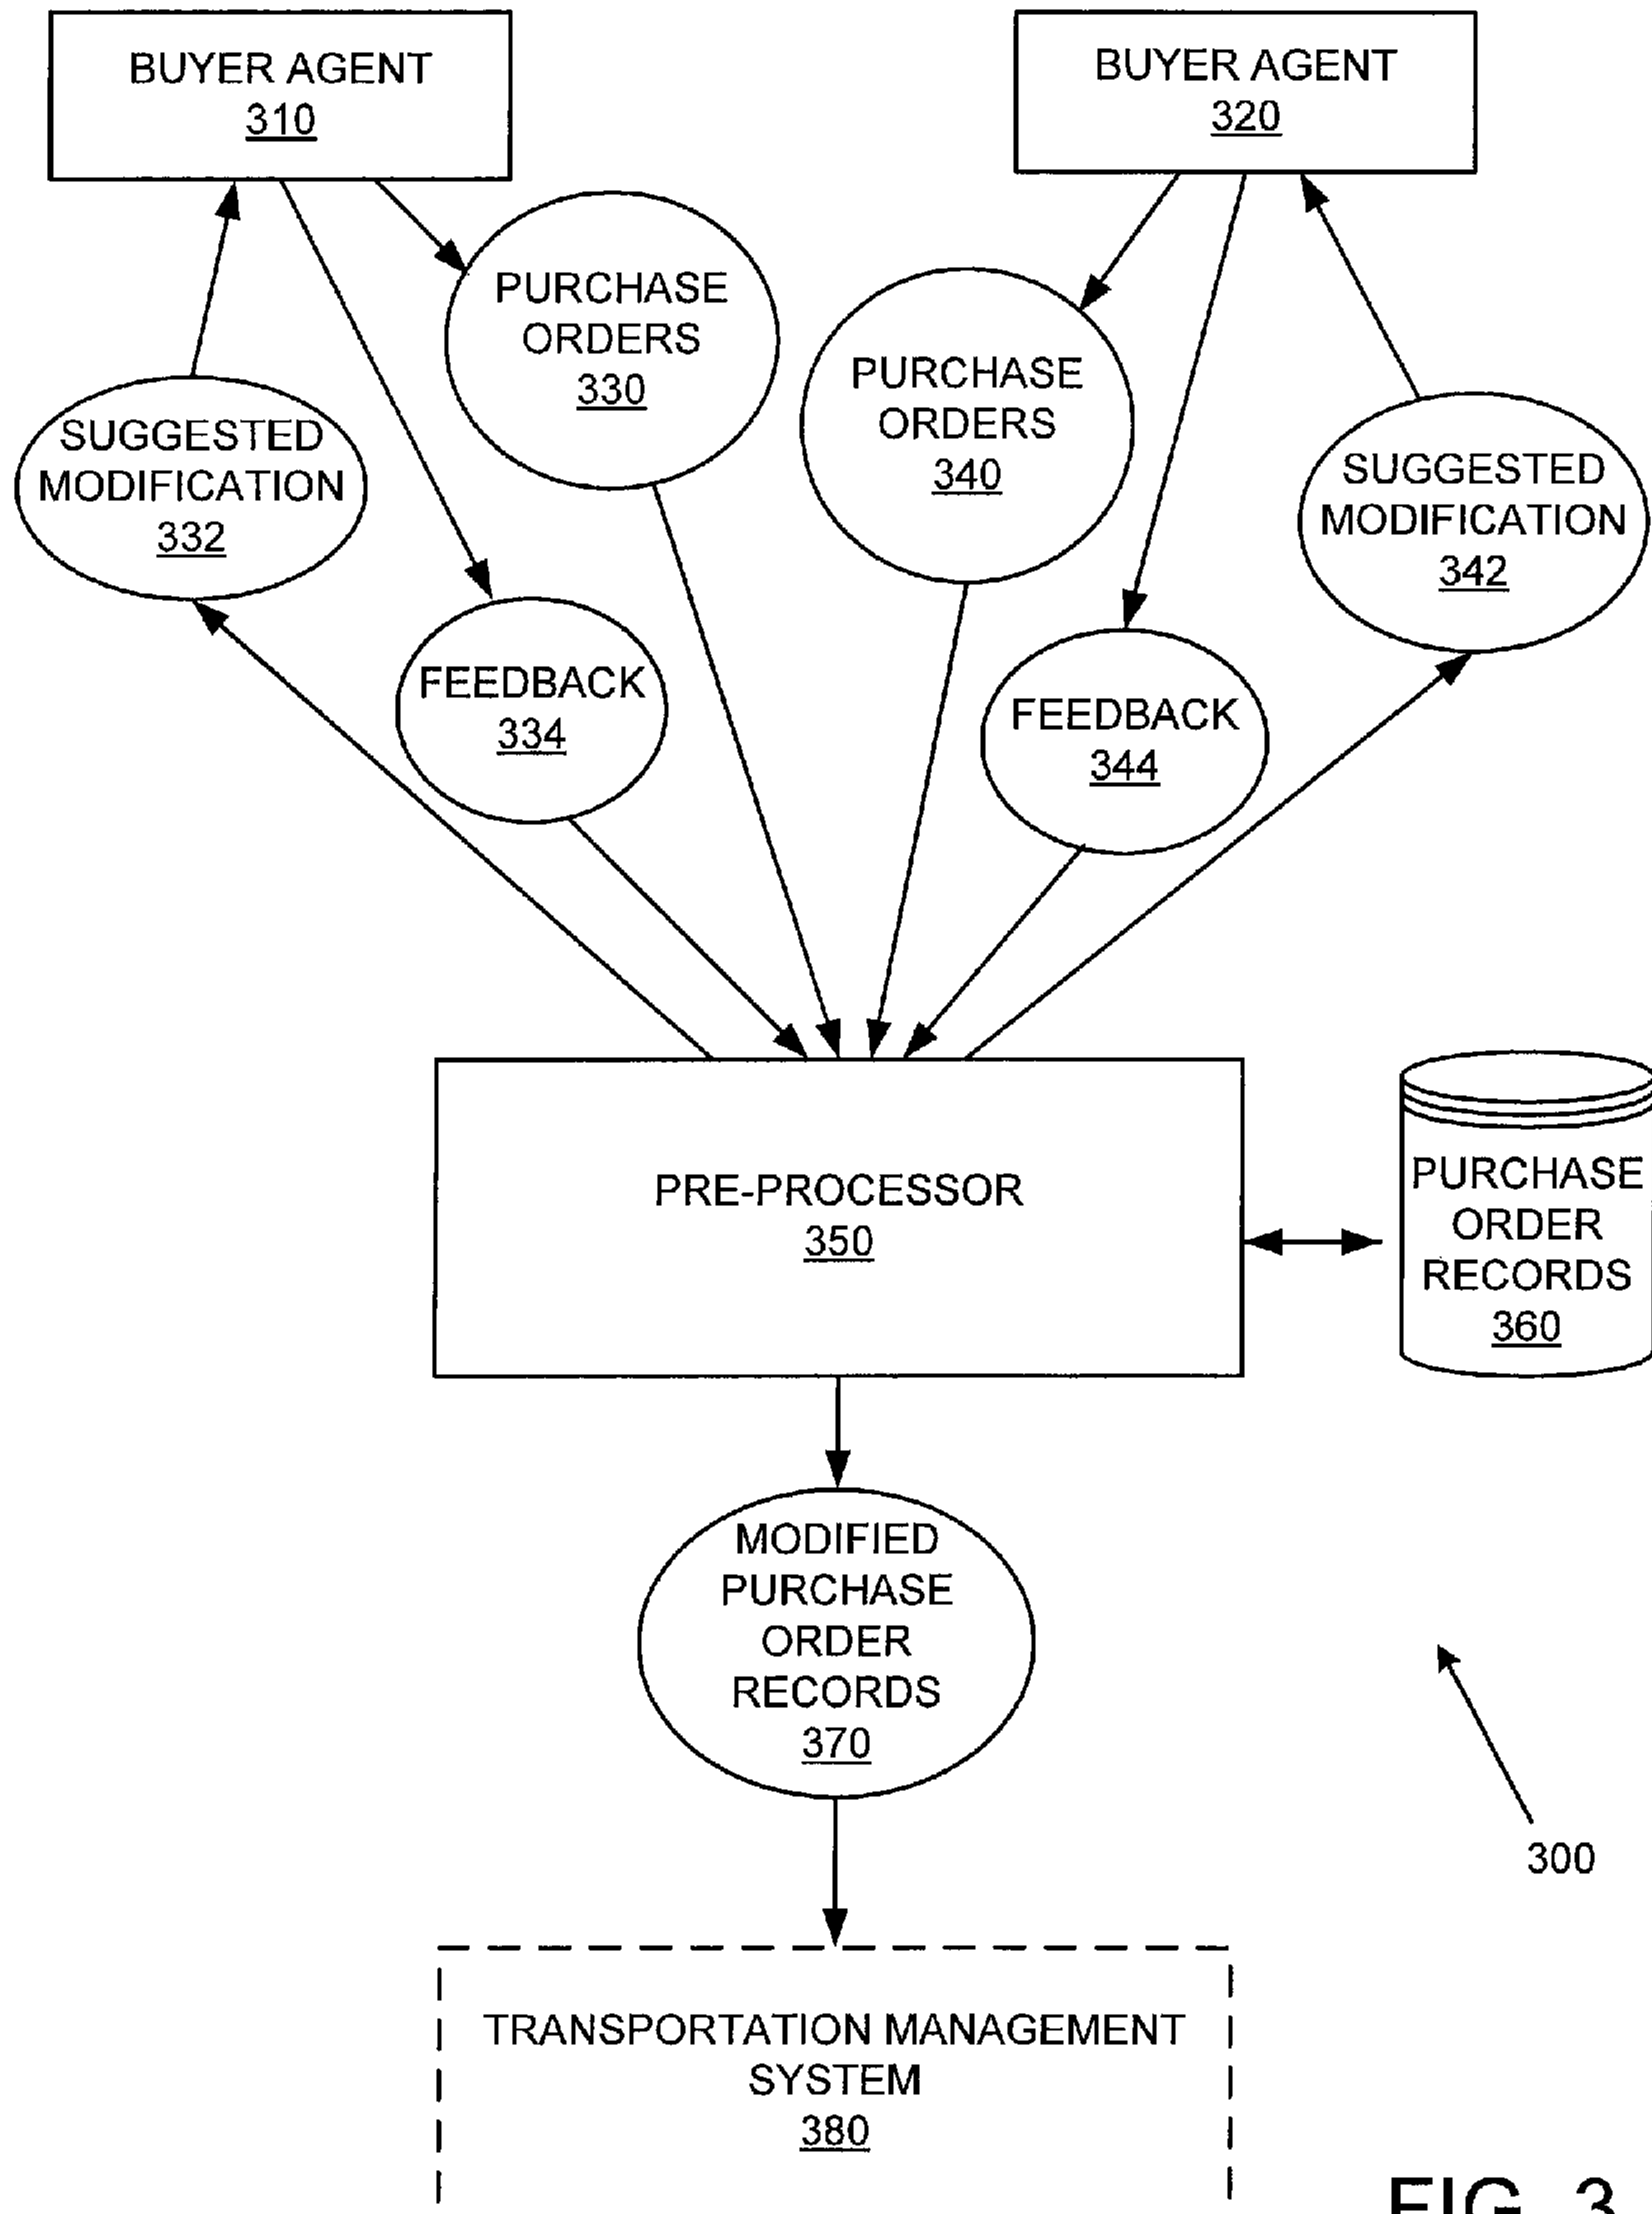 BUYER AGENT
310
BUYER AGENT
320
PURCHASE
ORDERS
330
PURCHASE
ORDERS
340
SUGGESTED
MODIFICATION
332
SUGGESTED
MODIFICATION
342
FEEDBACK
334
FEEDBACK
344
PRE-PROCESSOR
350
PURCHASE
ORDER
RECORDS
360
MODIFIED
PURCHASE
ORDER
RECORDS
370
300
TRANSPORTATION MANAGEMENT
SYSTEM
380
FIG. 3